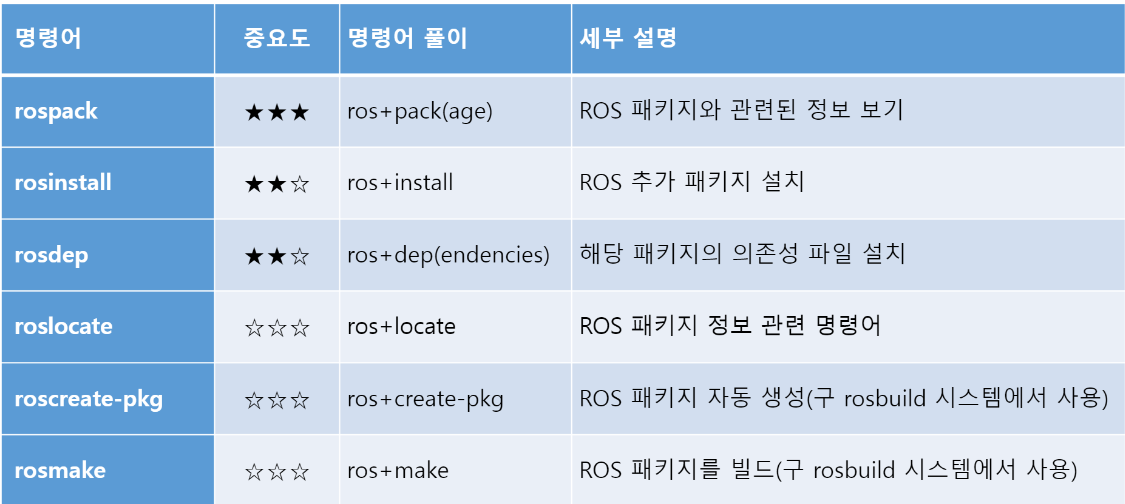 명령어 중요도 명령어 풀이 세부 설명
rospack ★★★ ros+pack(age) ROS 패키지와 관련된 정보 보기
rosinstall ★★☆ ros+install ROS 추가 패키지 설치
rosdep ★★☆ ros+dep(endencies) 해당 패키지의 의존성 파일 설치
roslocate ☆☆☆ ros+locate ROS 패키지 정보 관련 명령어
roscreate-pkg ☆☆☆ ros+create-pkg ROS 패키지 자동 생성(구 rosbuild 시스템에서 사용)
rosmake ☆☆☆ ros+make ROS 패키지를 빌드(구 rosbuild 시스템에서 사용)